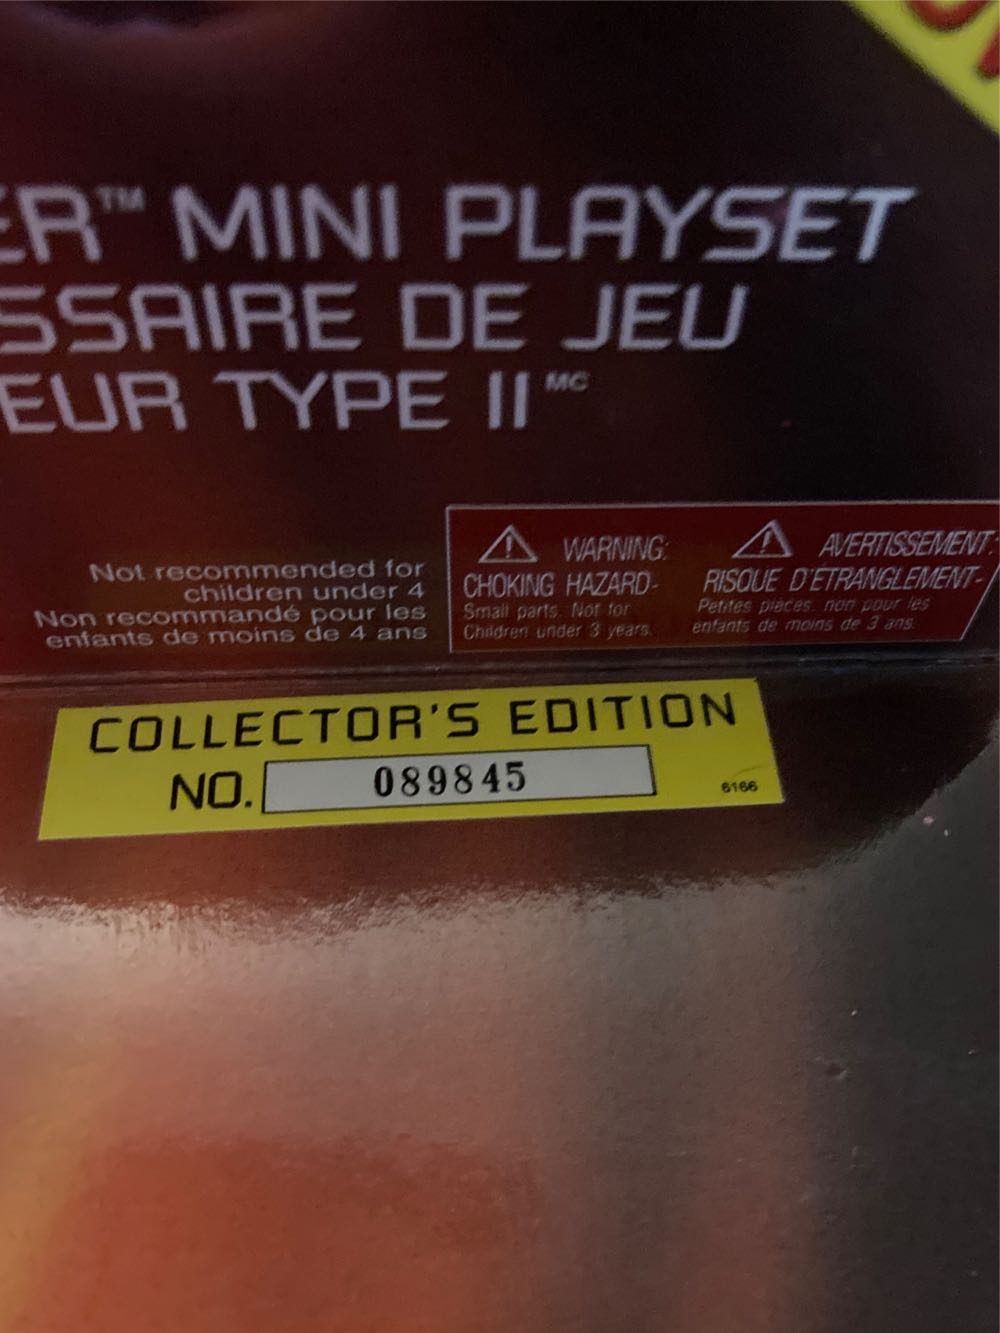 ER™ MINI PLAYSET
SSAIRE DE JEU
EUR TYPE II MC
Not recommended for
children under 4
Non recommandé pour les
enfants de moins de 4 ans
⚠ WARNING:
CHOKING HAZARD-
Small parts. Not for
Children under 3 years.
⚠ AVERTISSEMENT:
RISQUE D'ETRANGLEMENT-
Petites pièces. non pour les
enfants de moins de 3 ans.
COLLECTOR'S EDITION
NO. 089845
6166